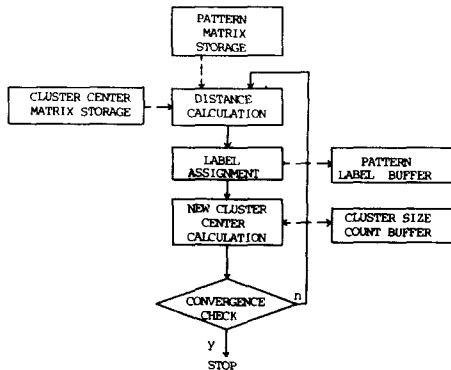 PATTERN
MATRIX
STORAGE
CLUSTER CENTER
MATRIX STORAGE
DISTANCE
CALCULATION
LABEL
ASSIGNMENT
PATTERN
LABEL BUFFER
NEW CLUSTER
CENTER
CALCULATION
CLUSTER SIZE
COUNT BUFFER
CONVERGENCE
CHECK
n
y
STOP